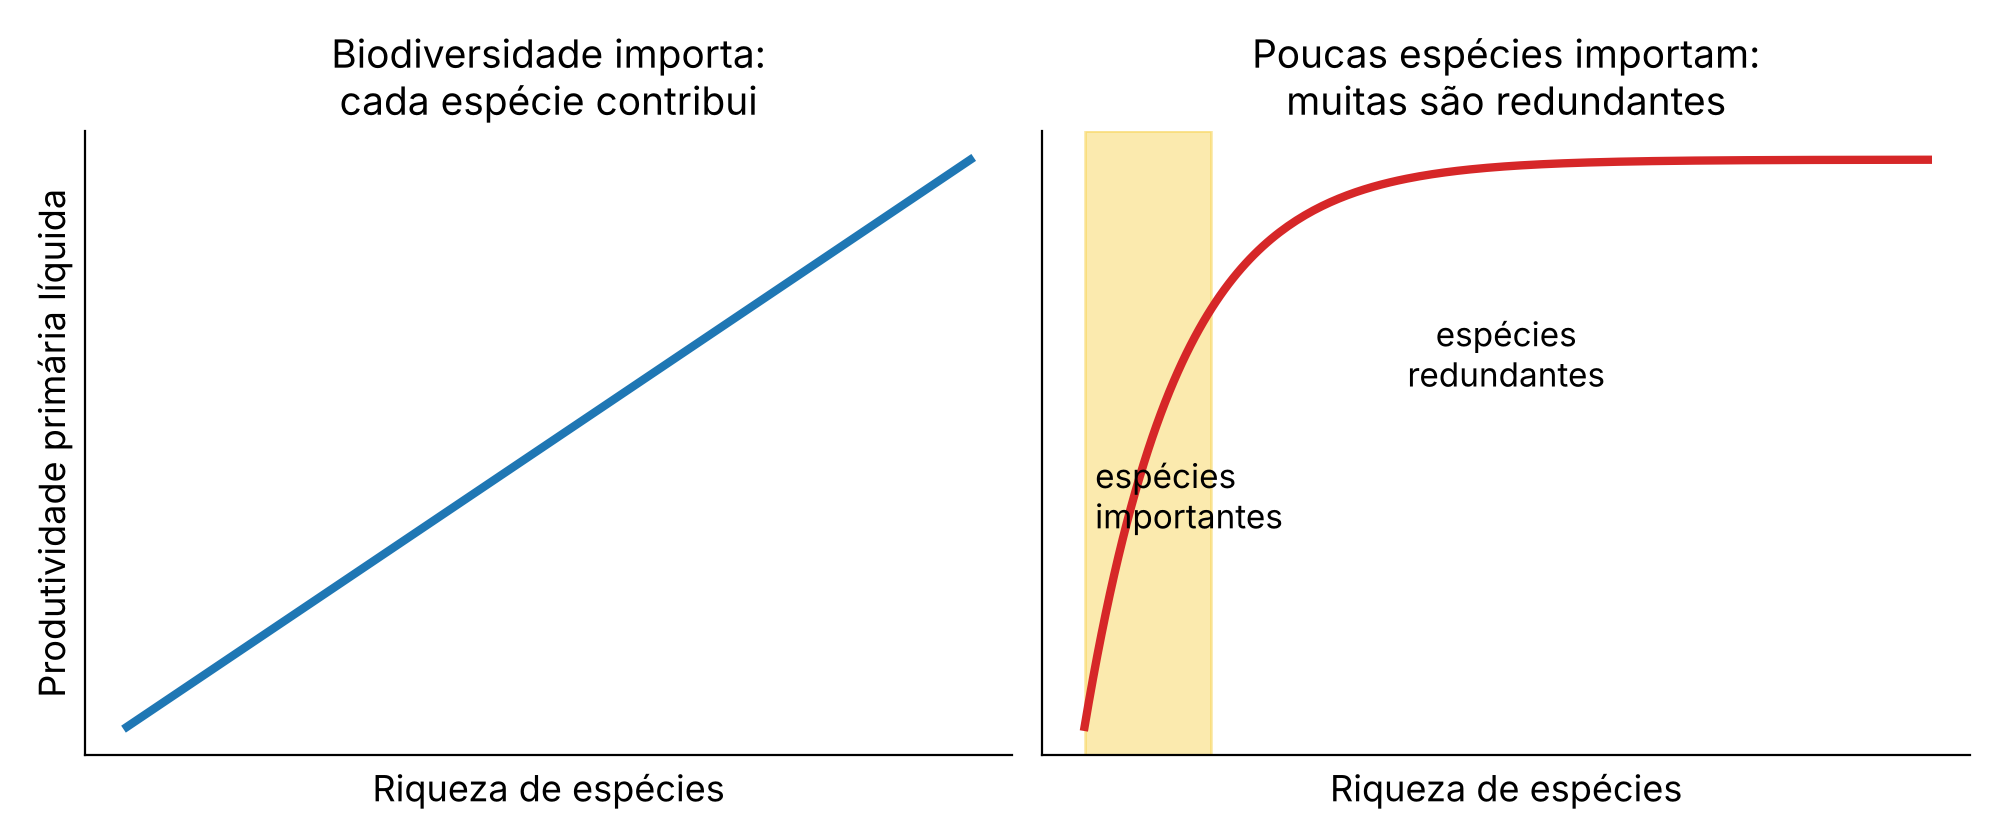 Biodiversidade importa:
cada espécie contribui
Produtividade primária líquida
Riqueza de espécies
Poucas espécies importam:
muitas são redundantes
espécies
redundantes
espécies
importantes
Riqueza de espécies